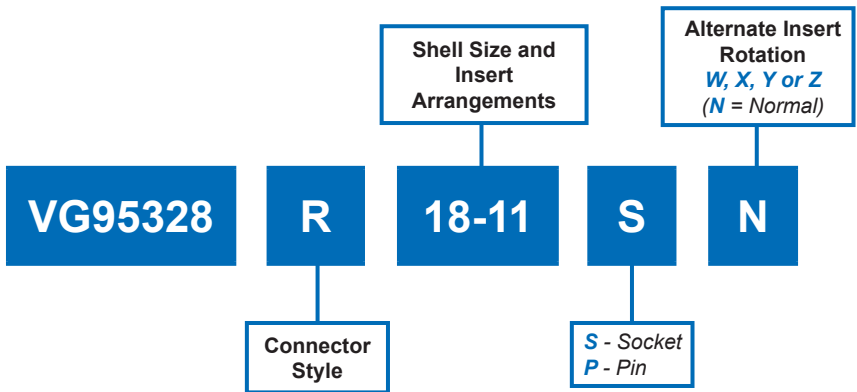 Shell Size and
Insert
Arrangements
Alternate Insert
Rotation
W, X, Y or Z
(N = Normal)
VG95328 R 18-11 S N
Connector
Style
S - Socket
P - Pin